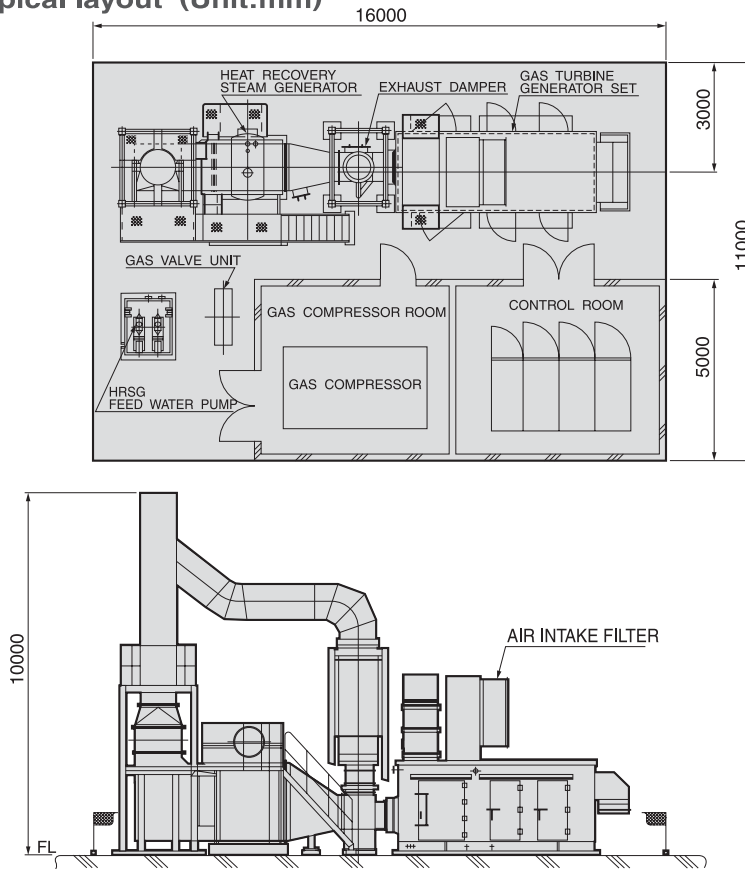 pical layout (Unit:mm)
16000
HEAT RECOVERY
STEAM GENERATOR
EXHAUST DAMPER
GAS TURBINE
GENERATOR SET
3000
11000
GAS VALVE UNIT
GAS COMPRESSOR ROOM
CONTROL ROOM
5000
GAS COMPRESSOR
HRSG
FEED WATER PUMP
10000
AIR INTAKE FILTER
FL